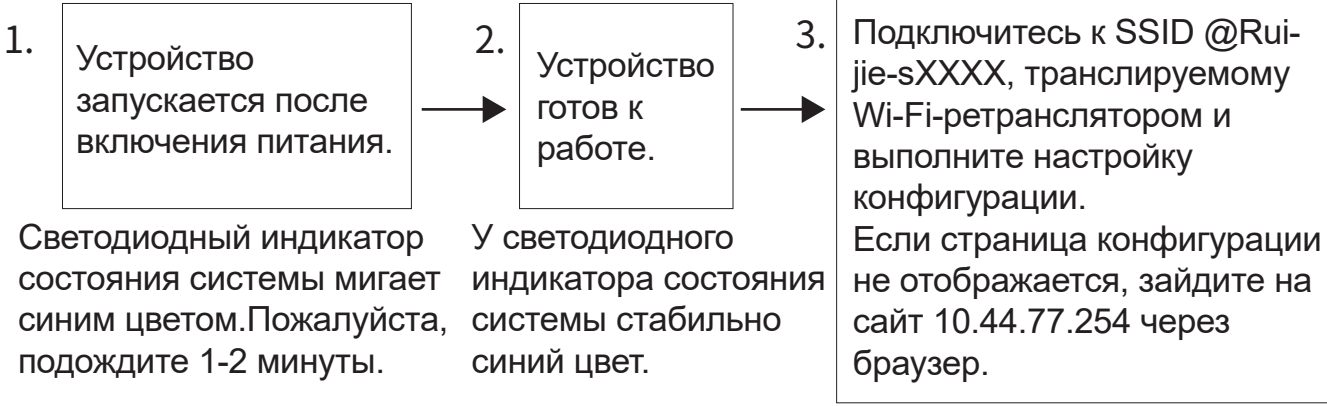 1.
Устройство
запускается после
включения питания.
Светодиодный индикатор
состояния системы мигает
синим цветом.Пожалуйста,
подождите 1-2 минуты.
2.
Устройство
готов к
работе.
У светодиодного
индикатора состояния
системы стабильно
синий цвет.
3.
Подключитесь к SSID @Rui-
jie-sXXXX, транслируемому
Wi-Fi-ретранслятором и
выполните настройку
конфигурации.
Если страница конфигурации
не отображается, зайдите на
сайт 10.44.77.254 через
браузер.